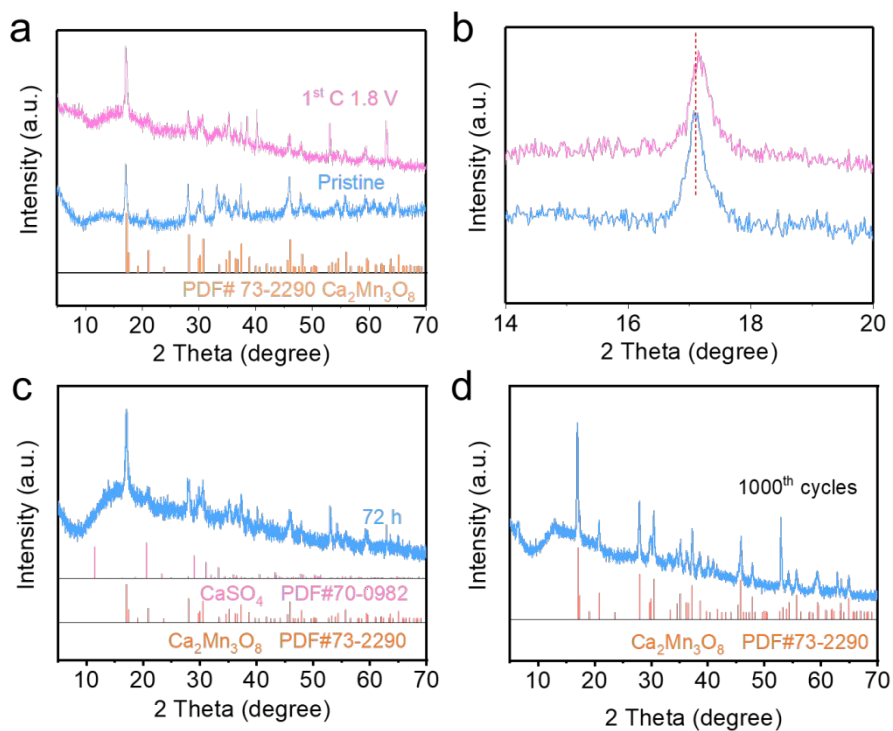 a
Intensity (a.u.)
1st C 1.8 V
Pristine
PDF# 73-2290 Ca₂Mn₃O₈
10 20 30 40 50 60 70
2 Theta (degree)
b
Intensity (a.u.)
14 16 18 20
2 Theta (degree)
c
Intensity (a.u.)
72 h
CaSO₄ PDF#70-0982
Ca₂Mn₃O₈ PDF#73-2290
10 20 30 40 50 60 70
2 Theta (degree)
d
Intensity (a.u.)
1000th cycles
Ca₂Mn₃O₈ PDF#73-2290
10 20 30 40 50 60 70
2 Theta (degree)